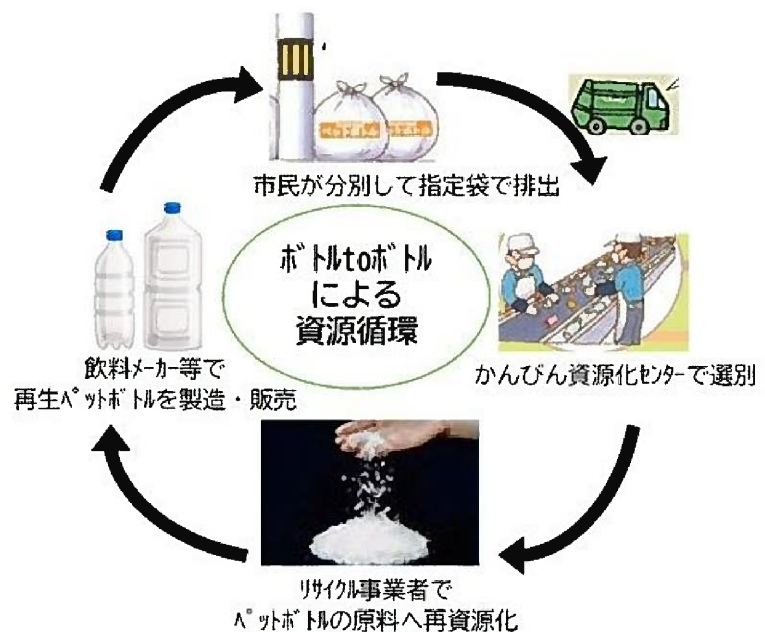 市民が分別して指定袋で排出
ﾎﾞﾄﾙtoﾎﾞﾄﾙ
による
資源循環
飲料ﾒｰｶｰ等で
再生ﾍﾟｯﾄﾎﾞﾄﾙを製造・販売
かんびん資源化ｾﾝﾀｰで選別
ﾘｻｲｸﾙ事業者で
ﾍﾟｯﾄﾎﾞﾄﾙの原料へ再資源化